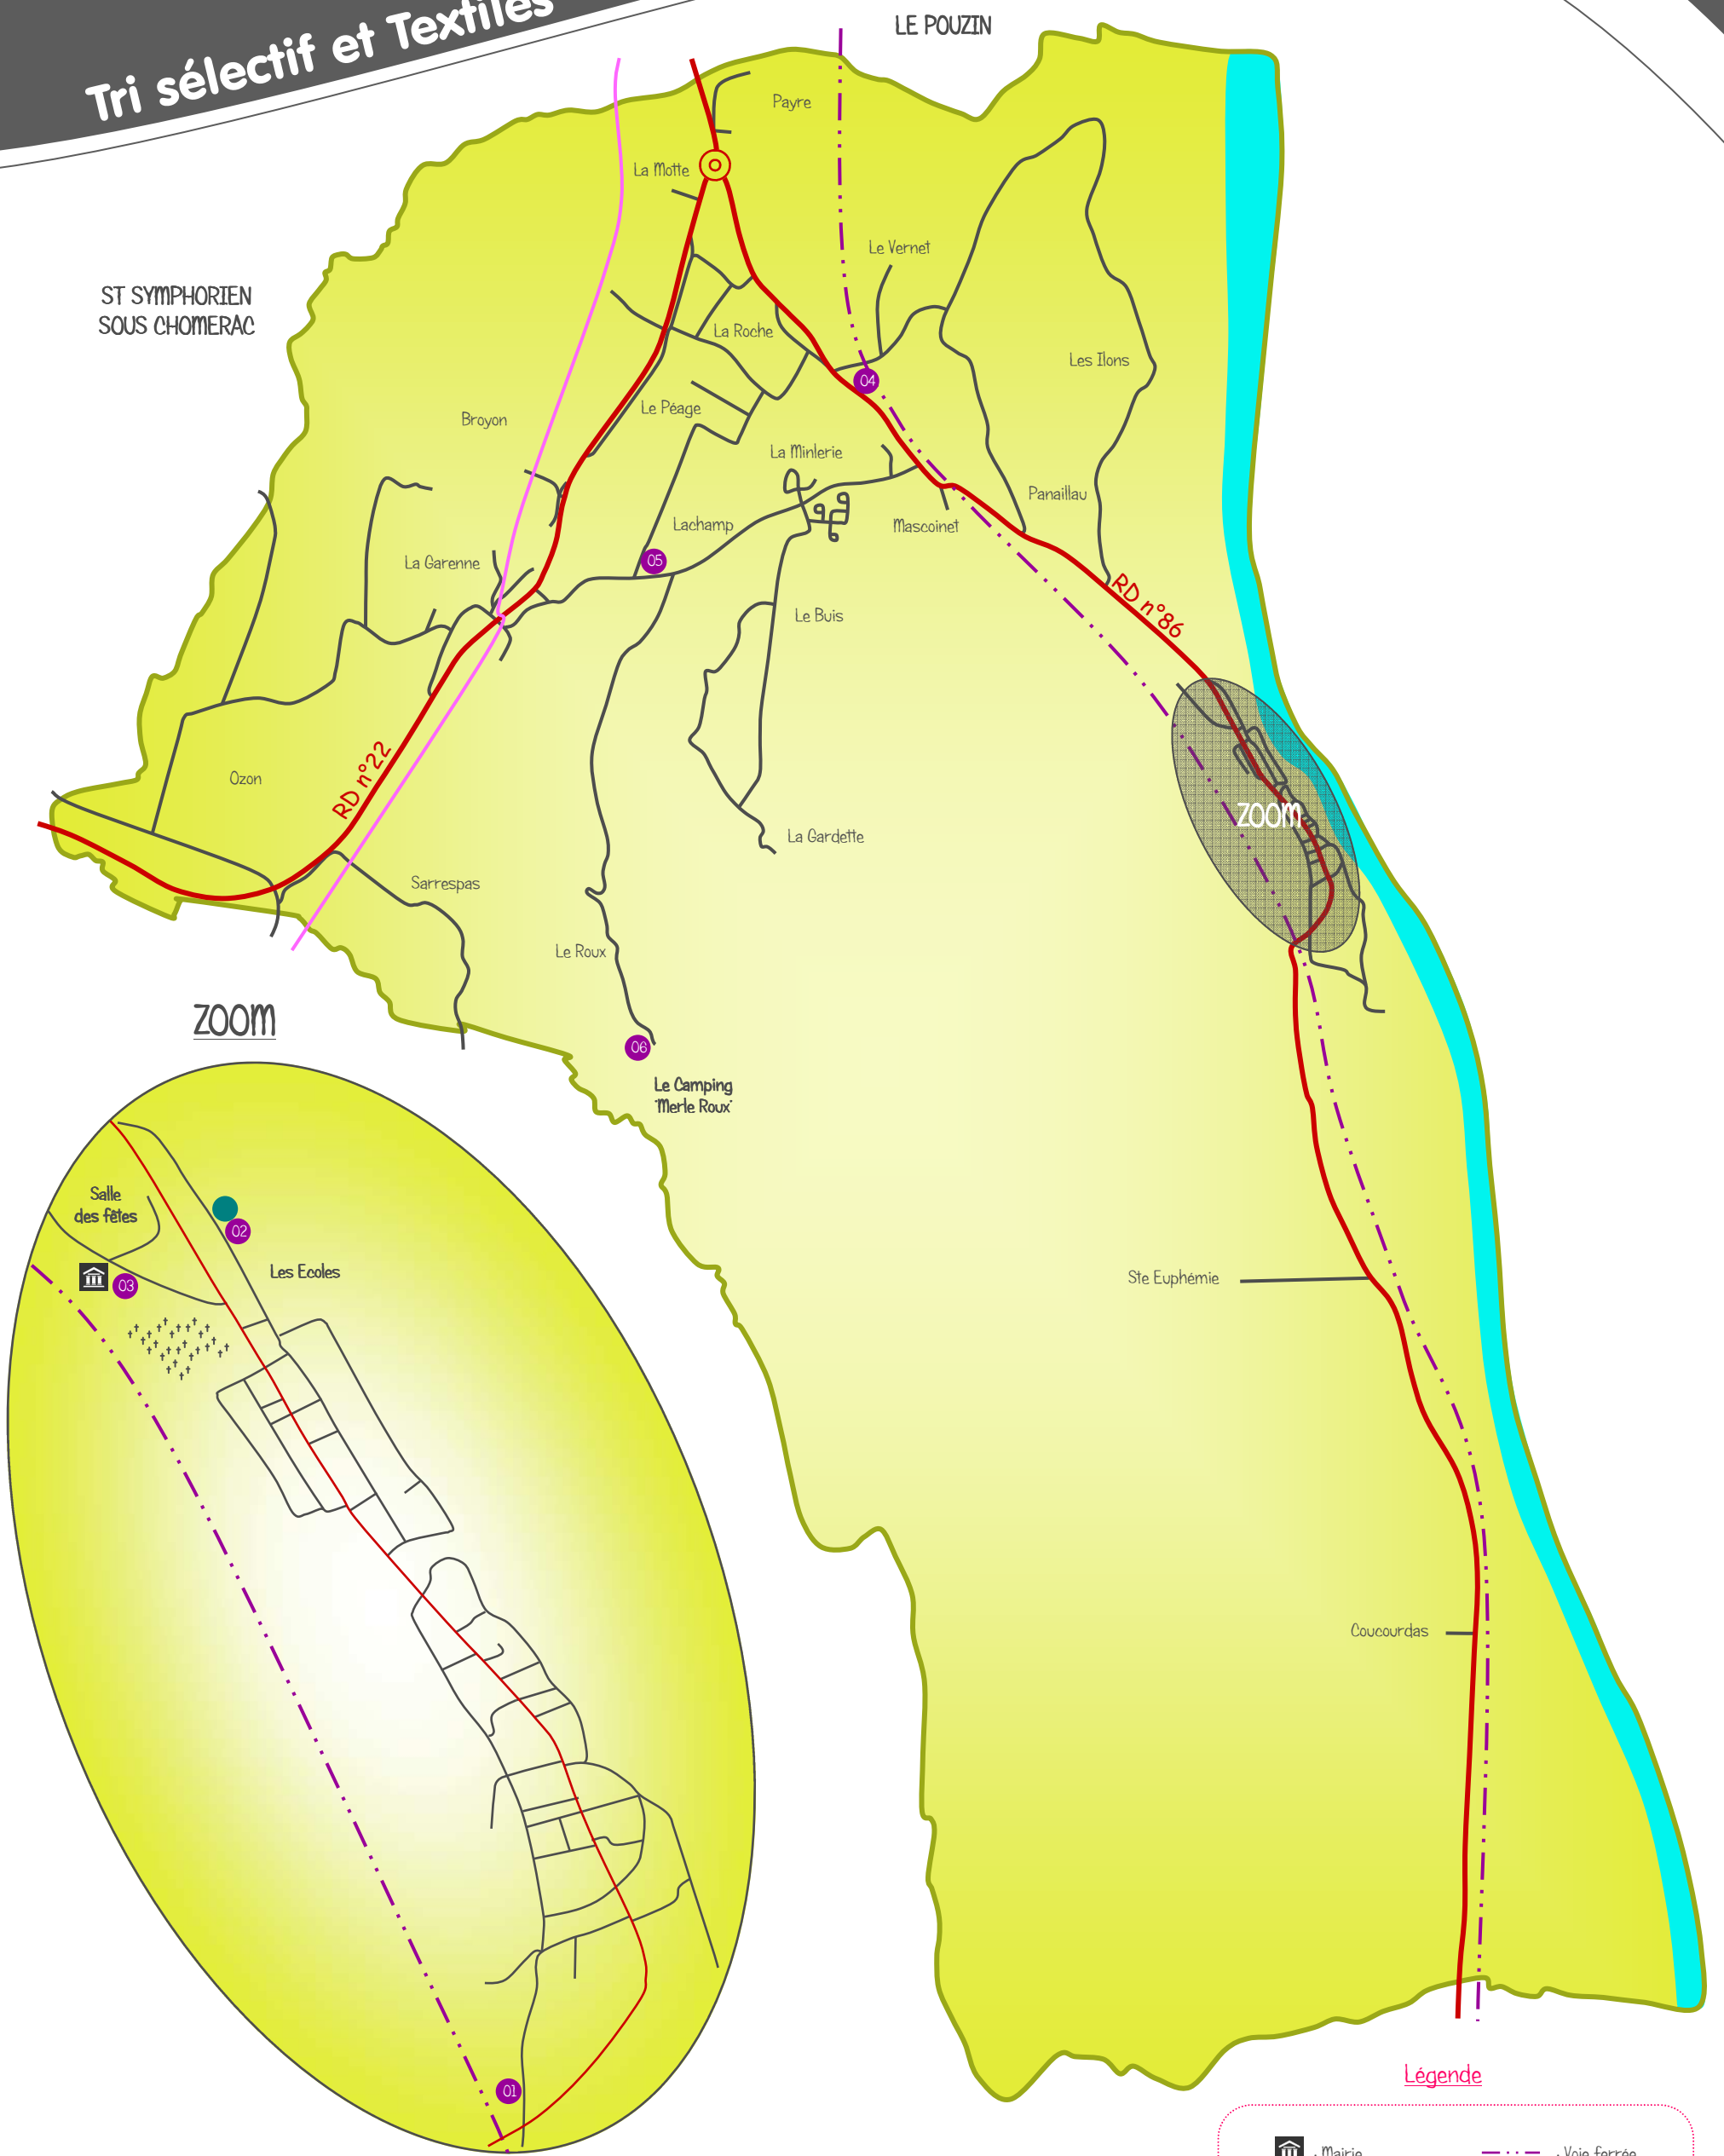 Tri sélectif et Textiles
LE POUZIN
Payre
La Motte
Le Vernet
ST SYMPHORIEN
SOUS CHOMERAC
La Roche
Les Ilons
04
Le Péage
Broyon
La Minlerie
Panaillau
Lachamp
Mascoinet
05
La Garenne
RD n°86
Le Buis
Ozon
RD n°22
ZOOM
La Gardette
Sarrespas
Le Roux
ZOOM
06
Le Camping
"Merle Roux"
Salle
des fêtes
02
Les Ecoles
03
Ste Euphémie
Coucourdas
01
Légende
: Mairie
: Voie ferrée